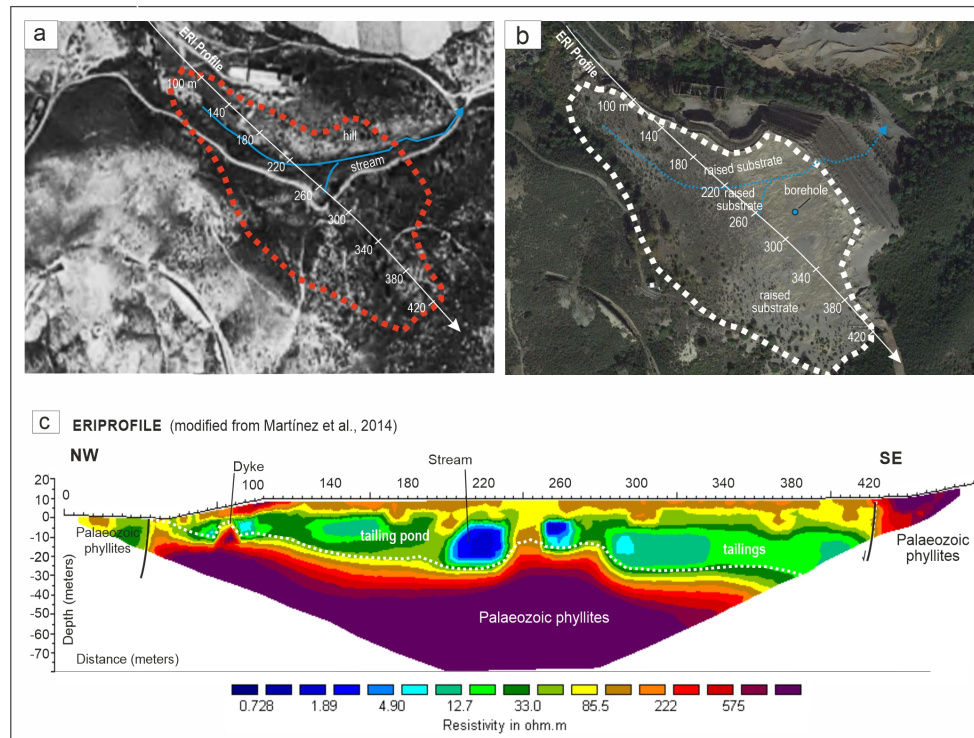 a
ERI Profile
100 m
140
180
220
260
300
340
380
420
hill
stream
b
ERI Profile
100 m
140
180
220
260
300
340
380
420
raised substrate
raised
substrate
borehole
raised
substrate
c ERIPROFILE (modified from Martínez et al., 2014)
NW
SE
Dyke
Stream
0 100 140 180 220 260 300 340 380 420
20
10
0
-10
-20
-30
-40
-50
-60
-70
Depth (meters)
Palaeozoic
phyllites
tailing pond
tailings
Palaeozoic
phyllites
Palaeozoic phyllites
Distance (meters)
0.728 1.89 4.90 12.7 33.0 85.5 222 575
Resistivity in ohm.m